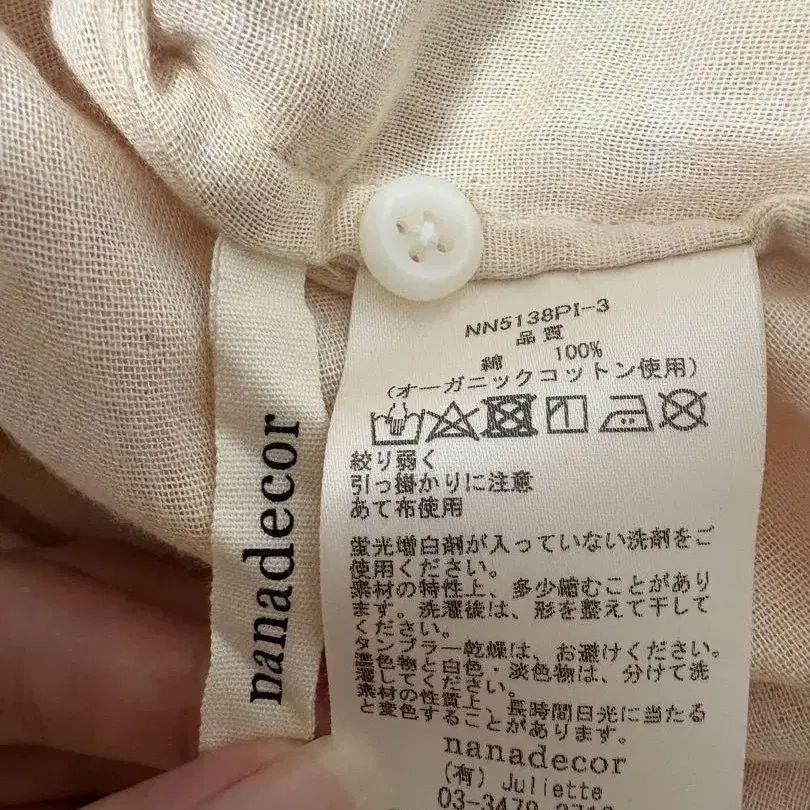 nanadecor
NN5138PI-3
品質
綿 100%
(オーガニックコットン使用)
絞り弱く
引っ掛かりに注意
あて布使用
蛍光増白剤が入っていない洗剤をご
使用ください。
素材の特性上、多少縮むことがあり
ます。洗濯後は、形を整えて干して
ください。
タンブラー乾燥は、お避けください。
濃色物と白色・淡色物は、分けて洗
濯してください。
素材の性質上、長時間日光に当たる
と変色することがあります。
nanadecor
(有) Juliette